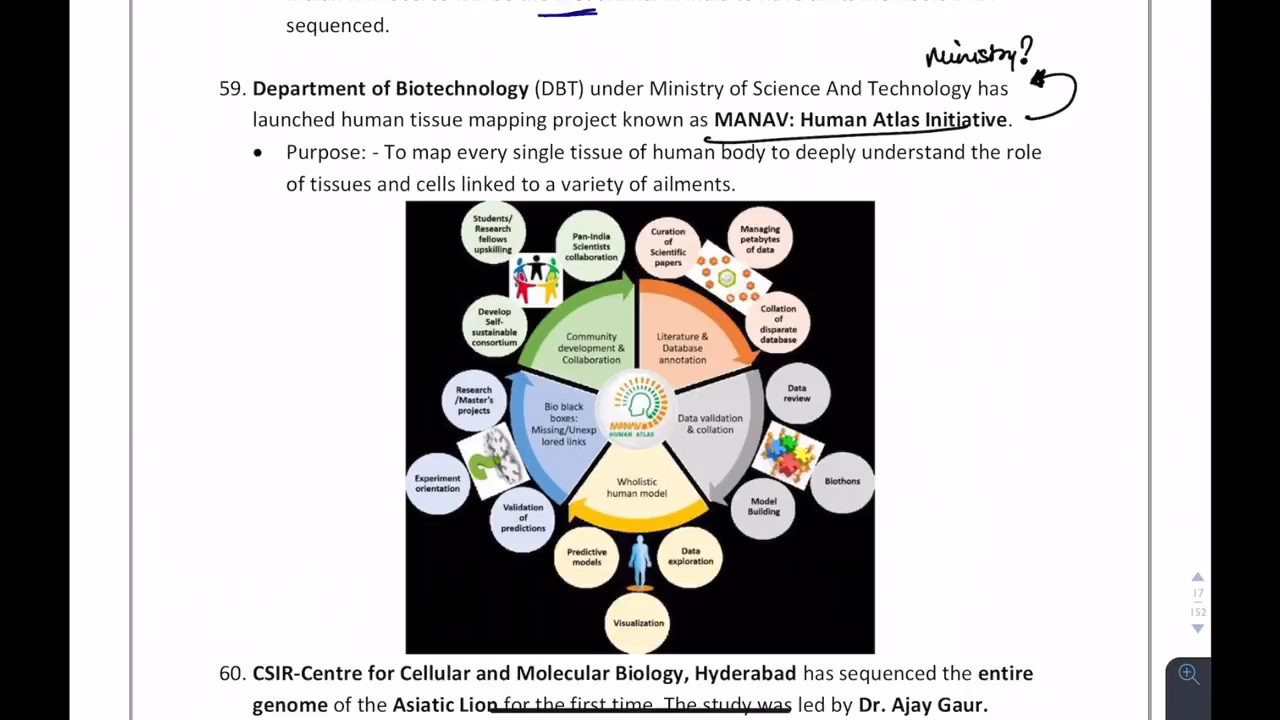 sequenced.
Ministry?
59. Department of Biotechnology (DBT) under Ministry of Science And Technology has
launched human tissue mapping project known as MANAV: Human Atlas Initiative.
• Purpose: - To map every single tissue of human body to deeply understand the role
of tissues and cells linked to a variety of ailments.
Students/
Research
fellows
upskilling
Pan-India
Scientists
collaboration
Curation
of
Scientific
papers
Managing
petabytes
of data
Develop
Self-
sustainable
consortium
Community
development &
Collaboration
Literature &
Database
annotation
Collation
of
disparate
database
Research
/Master's
projects
Bio black
boxes:
Missing/Unexp
lored links
MANAV
HUMAN ATLAS
Data validation
& collation
Data
review
Experiment
orientation
Validation
of
predictions
Wholistic
human model
Model
Building
Biothons
Predictive
models
Data
exploration
Visualization
17
152
60. CSIR-Centre for Cellular and Molecular Biology, Hyderabad has sequenced the entire
genome of the Asiatic Lion for the first time. The study was led by Dr. Ajay Gaur.